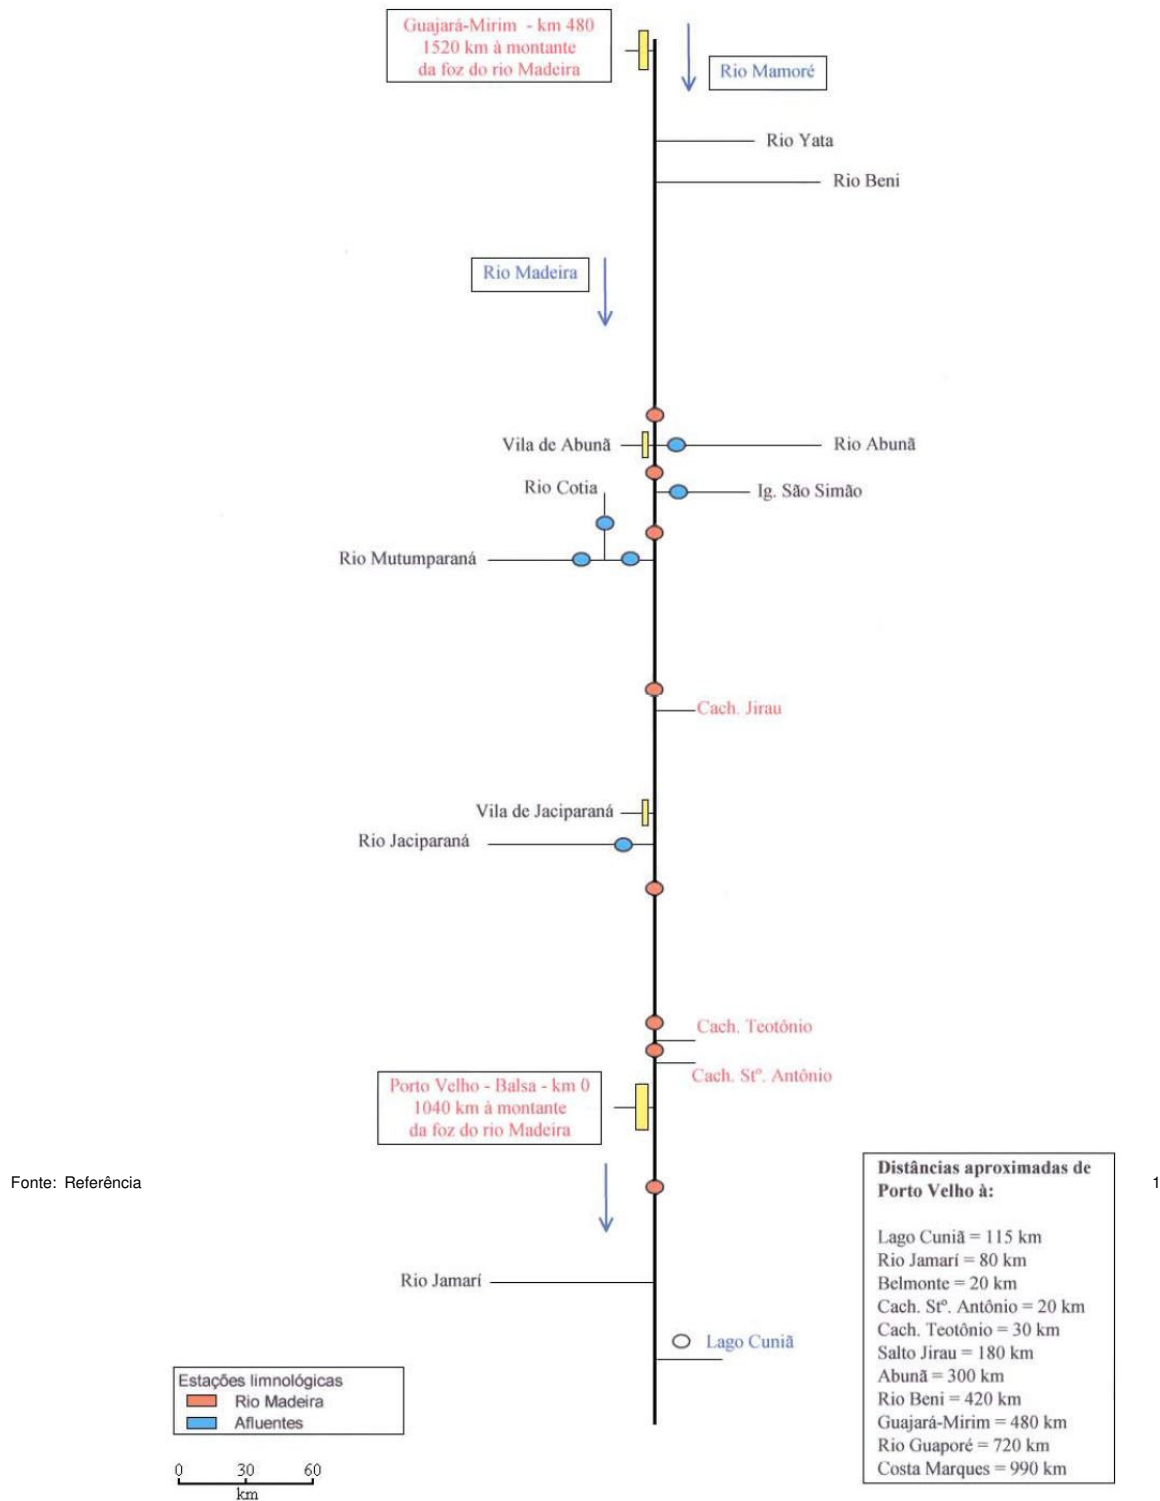 Guajará-Mirim - km 480
1520 km à montante
da foz do rio Madeira
Rio Mamoré
Rio Yata
Rio Beni
Rio Madeira
Vila de Abunã
Rio Abunã
Rio Cotia
Ig. São Simão
Rio Mutumparaná
Cach. Jirau
Vila de Jaciparaná
Rio Jaciparaná
Cach. Teotônio
Cach. Stº. Antônio
Porto Velho - Balsa - km 0
1040 km à montante
da foz do rio Madeira
Fonte: Referência 1
Distâncias aproximadas de
Porto Velho à:
Lago Cuniã = 115 km
Rio Jamarí = 80 km
Belmonte = 20 km
Cach. Stº. Antônio = 20 km
Cach. Teotônio = 30 km
Salto Jirau = 180 km
Abunã = 300 km
Rio Beni = 420 km
Guajará-Mirim = 480 km
Rio Guaporé = 720 km
Costa Marques = 990 km
Rio Jamarí
Lago Cuniã
Estações limnológicas
Rio Madeira
Afluentes
0 30 60
km